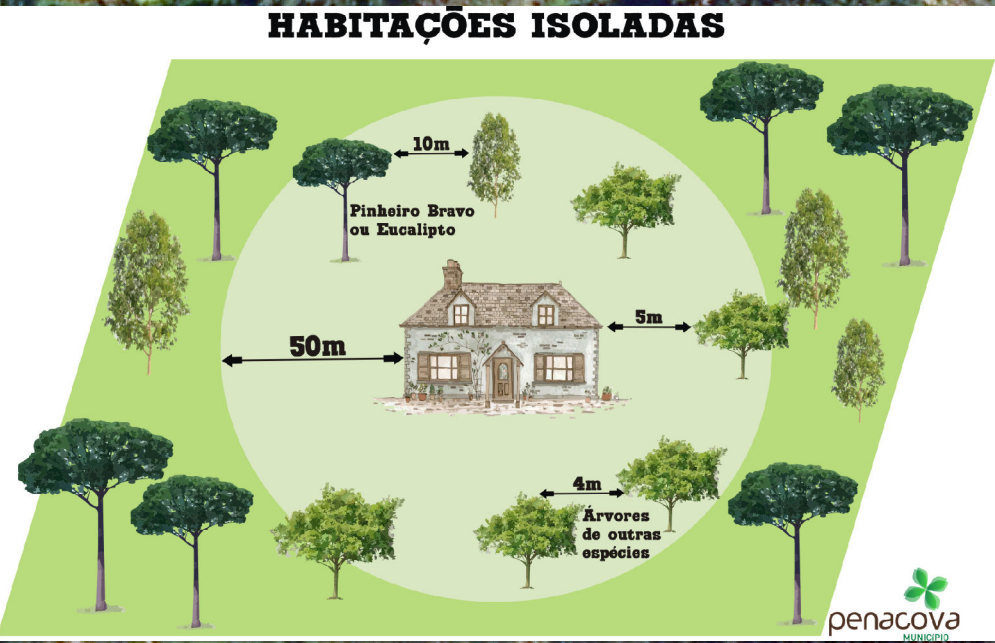 HABITAÇÕES ISOLADAS
10m
Pinheiro Bravo
ou Eucalipto
5m
50m
4m
Árvores
de outras
espécies
penacova
MUNICÍPIO